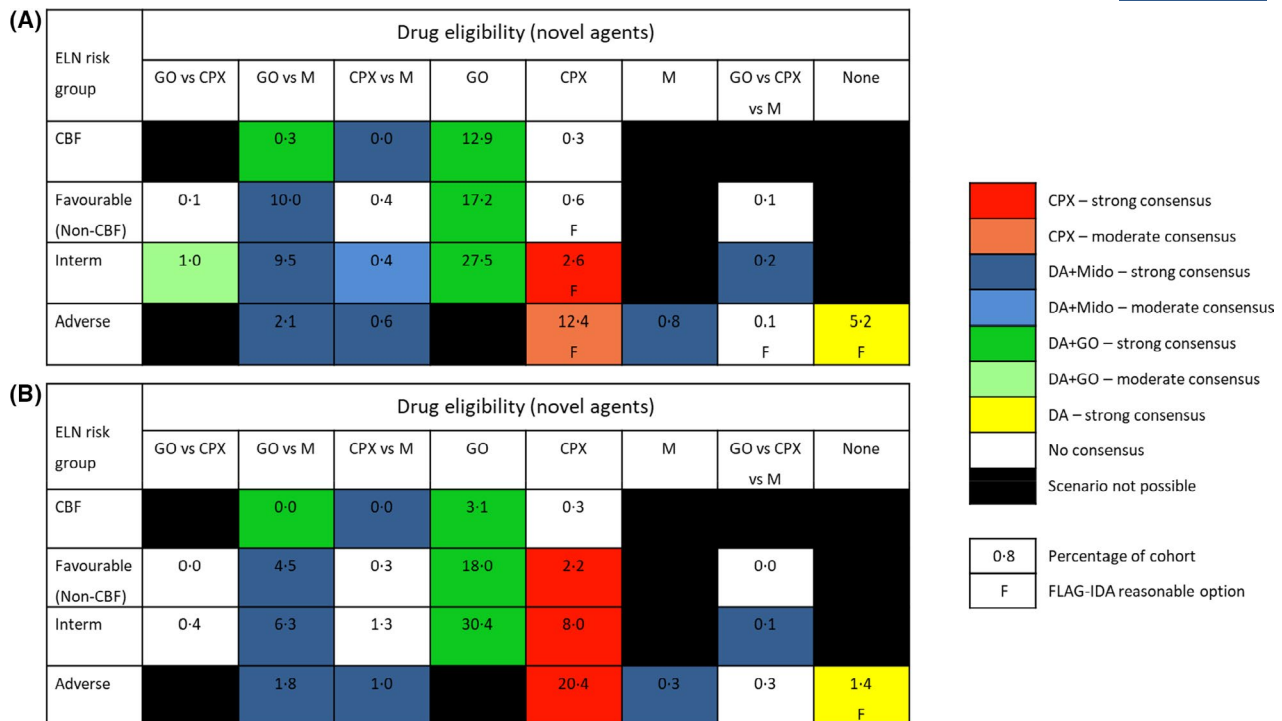 (A)
ELN risk group
Drug eligibility (novel agents)
GO vs CPX
GO vs M
CPX vs M
GO
CPX
M
GO vs CPX vs M
None
CBF
0·3
0·0
12·9
0·3
Favourable (Non-CBF)
0·1
10·0
0·4
17·2
0·6
F
0·1
Interm
1·0
9·5
0·4
27·5
2·6
F
0·2
Adverse
2·1
0·6
12·4
F
0·8
0.1
F
5·2
F
(B)
ELN risk group
Drug eligibility (novel agents)
GO vs CPX
GO vs M
CPX vs M
GO
CPX
M
GO vs CPX vs M
None
CBF
0·0
0·0
3·1
0·3
Favourable (Non-CBF)
0·0
4·5
0·3
18·0
2·2
0·0
Interm
0·4
6·3
1·3
30·4
8·0
0·1
Adverse
1·8
1·0
20·4
0·3
0·3
1·4
F
CPX – strong consensus
CPX – moderate consensus
DA+Mido – strong consensus
DA+Mido – moderate consensus
DA+GO – strong consensus
DA+GO – moderate consensus
DA – strong consensus
No consensus
Scenario not possible
0·8 Percentage of cohort
F FLAG-IDA reasonable option